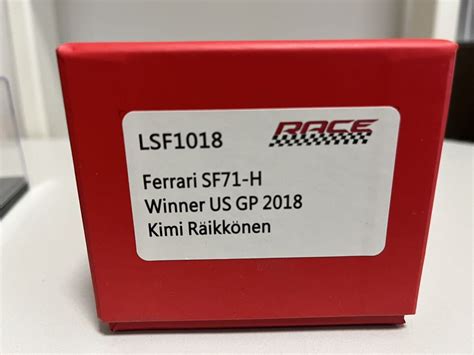 LSF1018 RACE
Ferrari SF71-H
Winner US GP 2018
Kimi Räikkönen